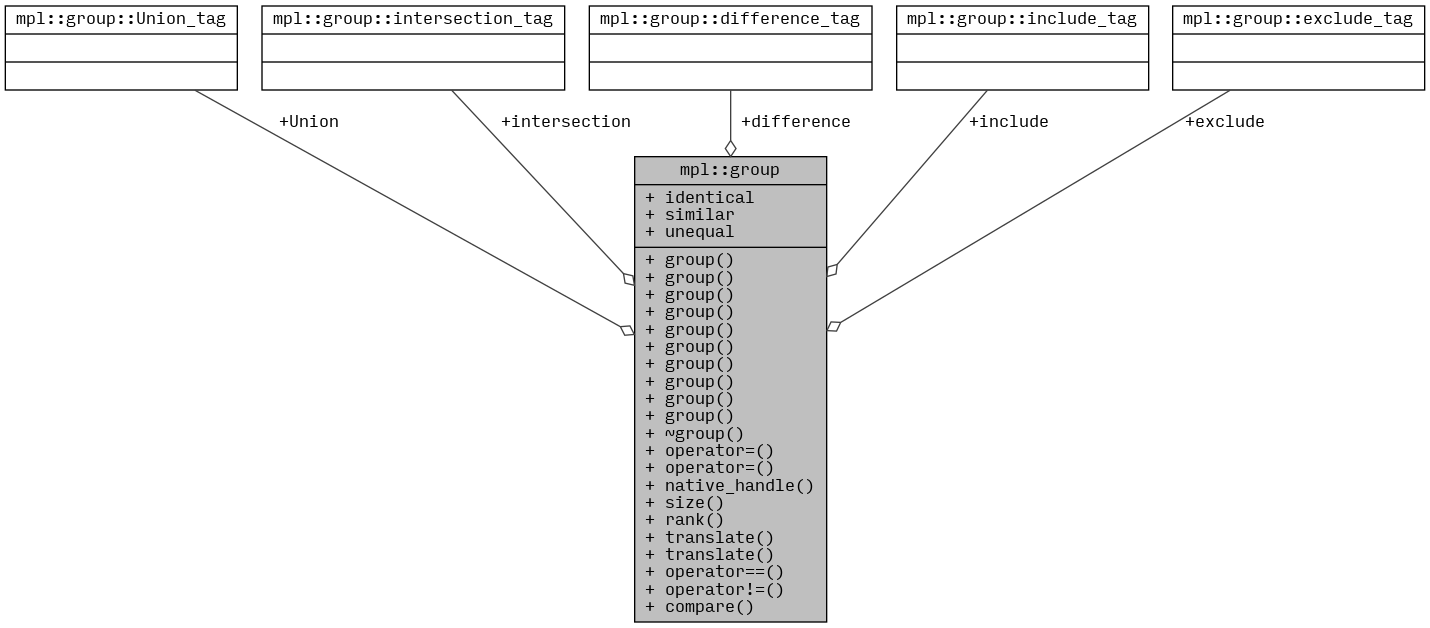 mpl::group::Union_tag
mpl::group::intersection_tag
mpl::group::difference_tag
mpl::group::include_tag
mpl::group::exclude_tag
+Union
+intersection
+difference
+include
+exclude
mpl::group
+ identical
+ similar
+ unequal
+ group()
+ group()
+ group()
+ group()
+ group()
+ group()
+ group()
+ group()
+ group()
+ group()
+ ~group()
+ operator=()
+ operator=()
+ native_handle()
+ size()
+ rank()
+ translate()
+ translate()
+ operator==()
+ operator!=()
+ compare()